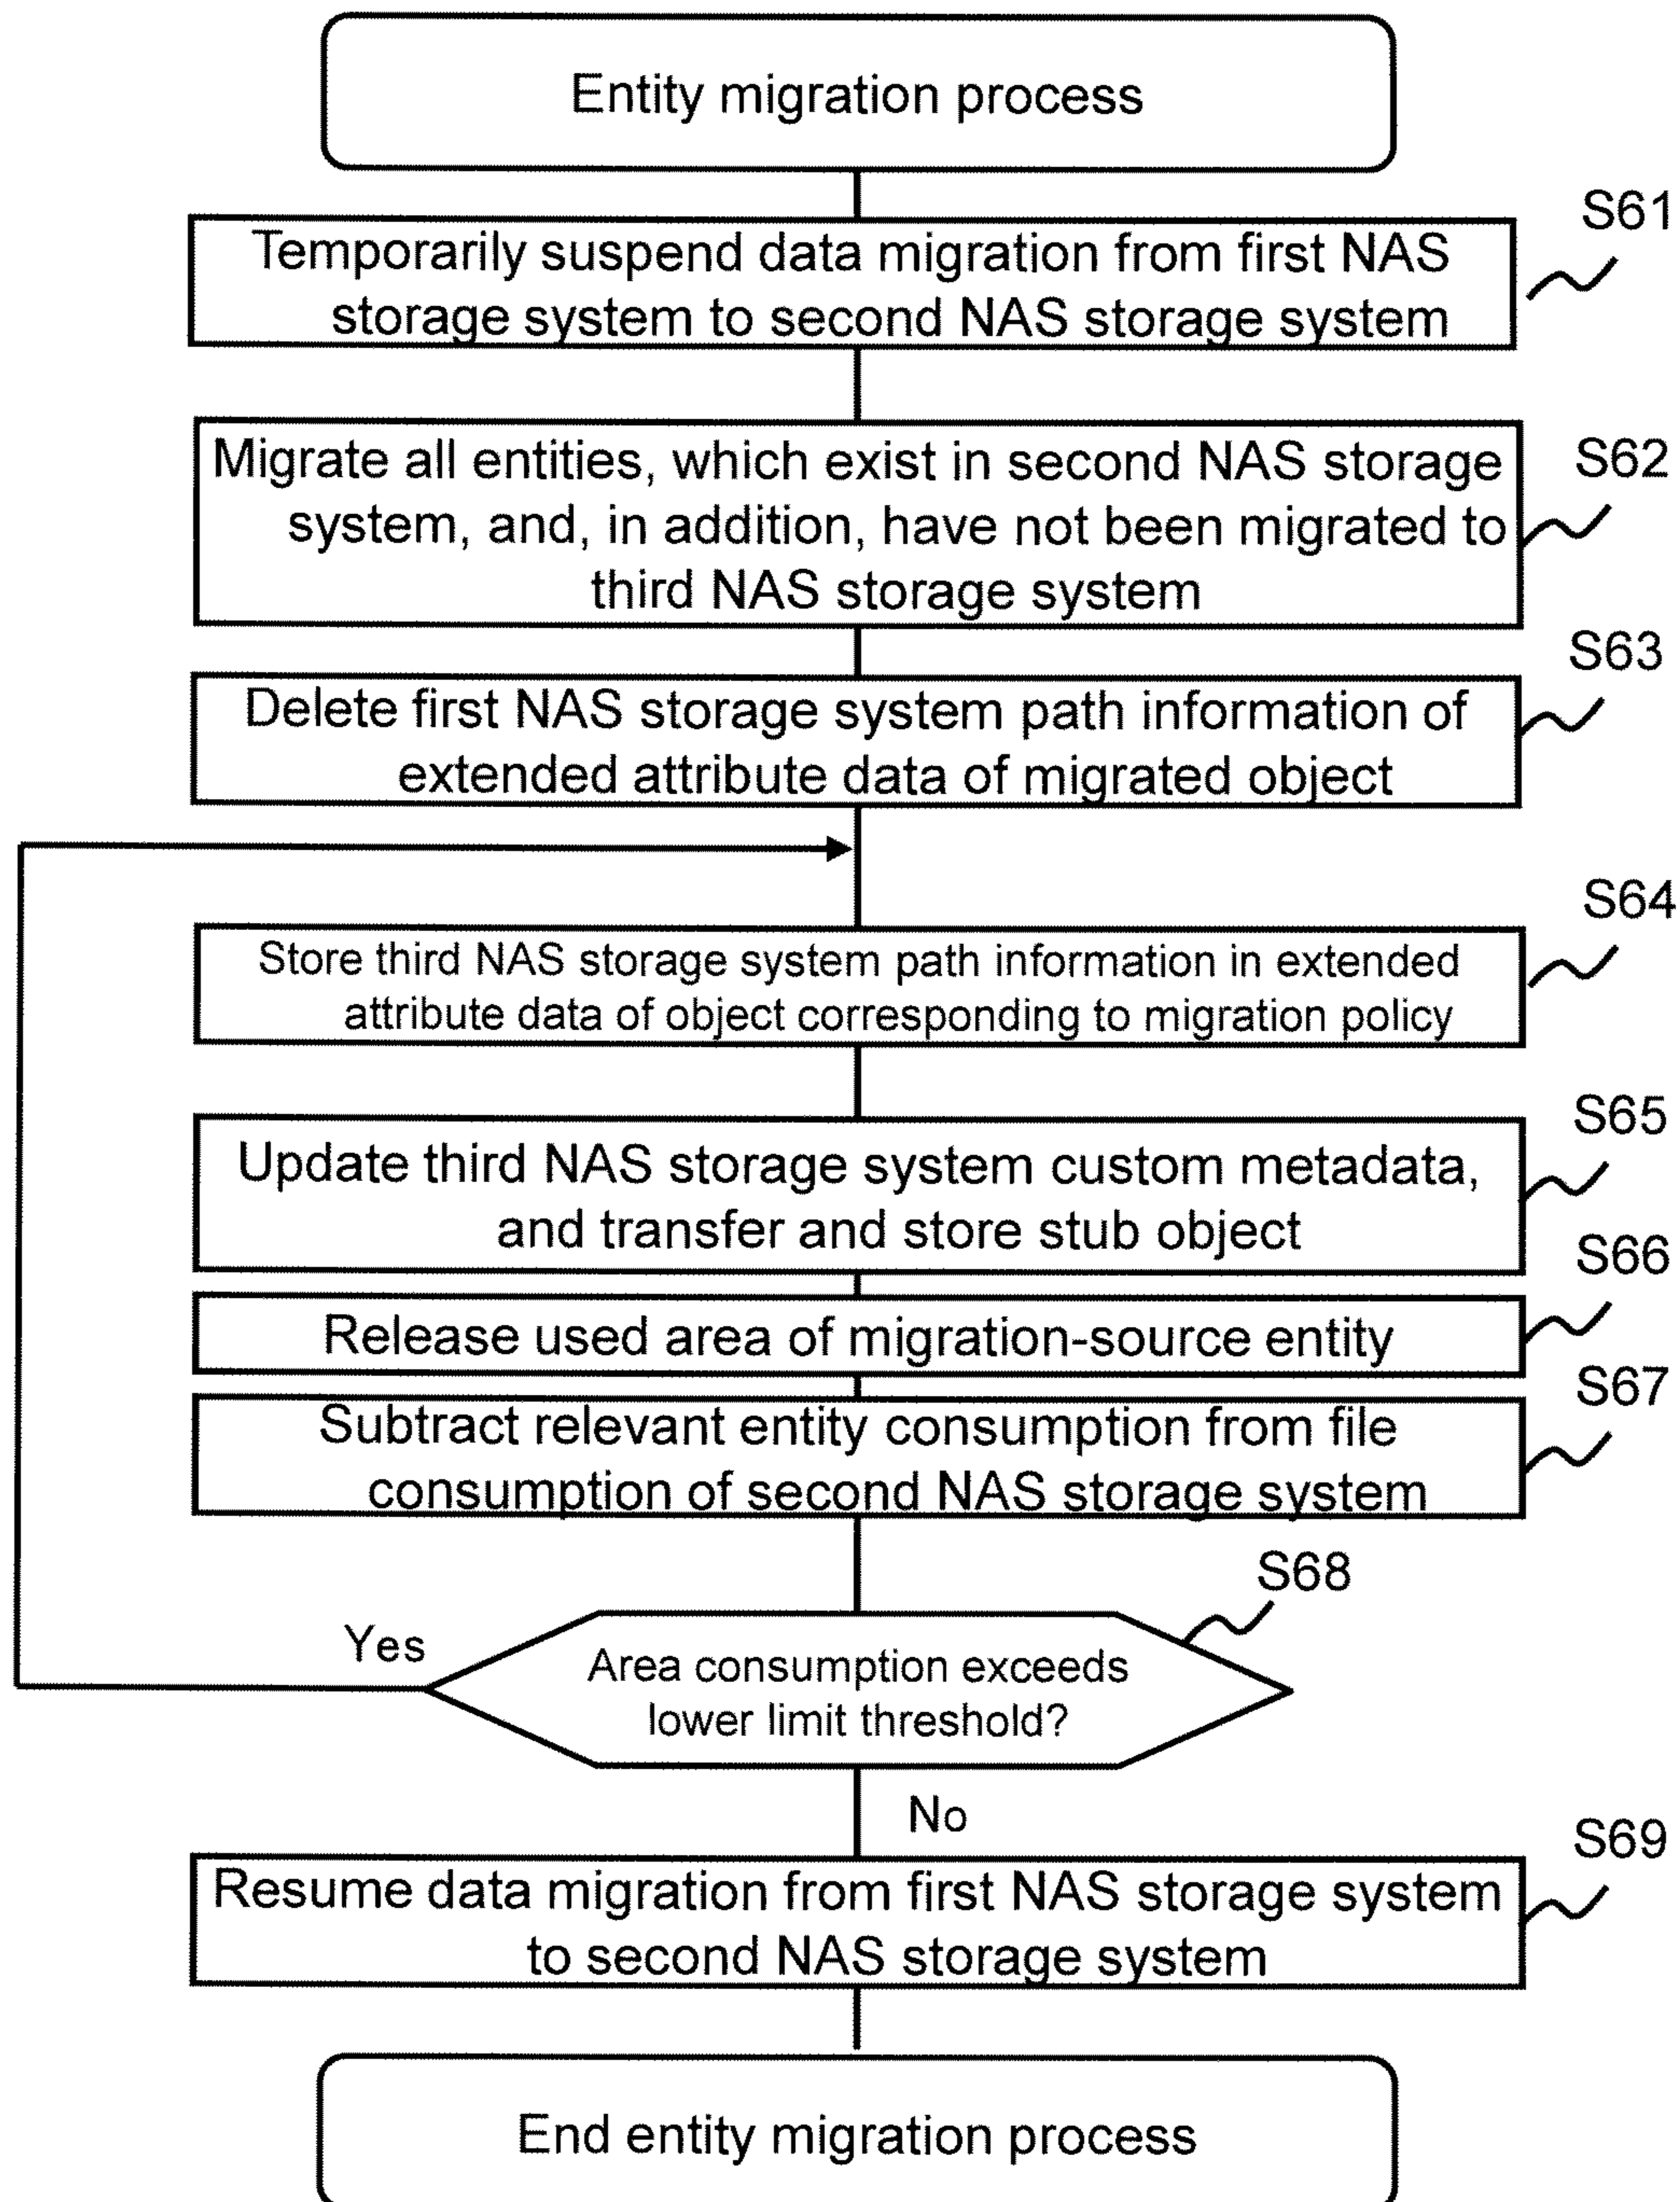 Entity migration process
S61
Temporarily suspend data migration from first NAS
storage system to second NAS storage system
S62
Migrate all entities, which exist in second NAS storage
system, and, in addition, have not been migrated to
third NAS storage system
S63
Delete first NAS storage system path information of
extended attribute data of migrated object
S64
Store third NAS storage system path information in extended
attribute data of object corresponding to migration policy
S65
Update third NAS storage system custom metadata,
and transfer and store stub object
S66
Release used area of migration-source entity
S67
Subtract relevant entity consumption from file
consumption of second NAS storage system
S68
Yes
Area consumption exceeds
lower limit threshold?
No
S69
Resume data migration from first NAS storage system
to second NAS storage system
End entity migration process